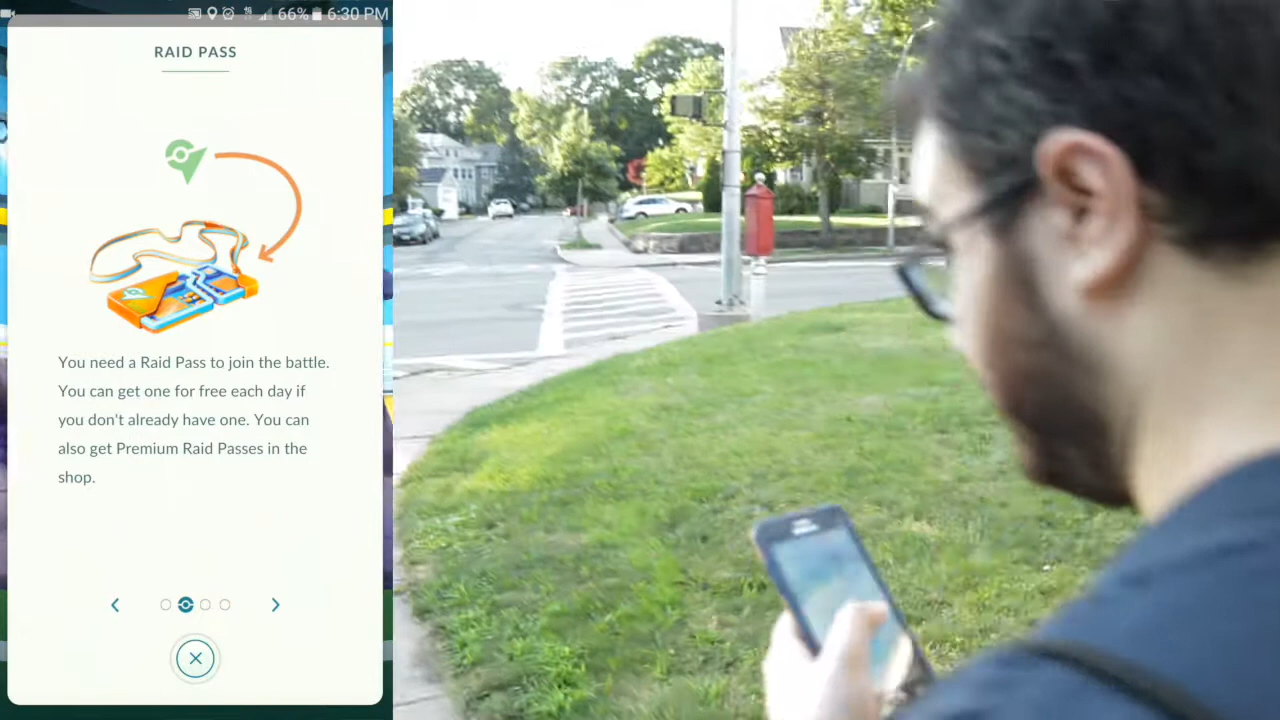 66% 6:30 PM
RAID PASS
You need a Raid Pass to join the battle.
You can get one for free each day if
you don't already have one. You can
also get Premium Raid Passes in the
shop.